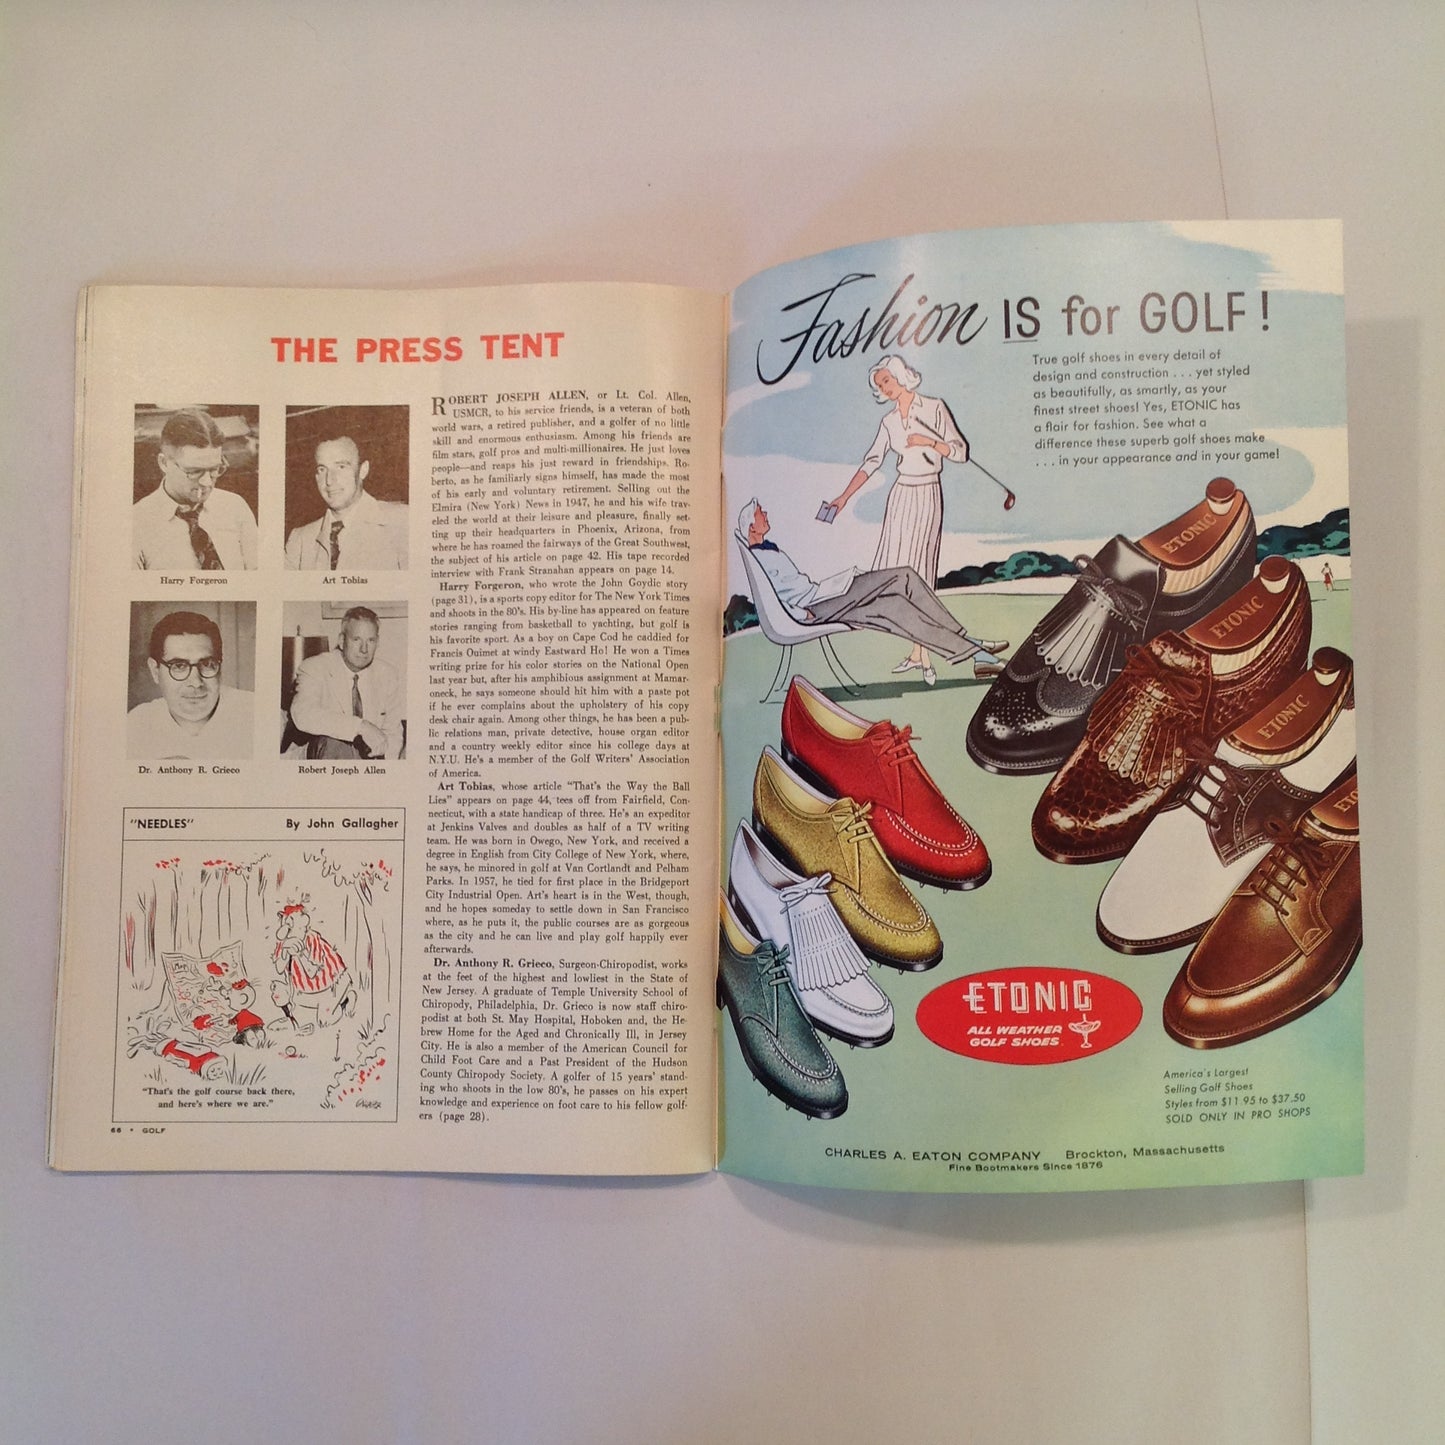 THE PRESS TENT
Harry Forgeron
Art Tobias
Dr. Anthony R. Grieco
Robert Joseph Allen
"NEEDLES" By John Gallagher
"That's the golf course back there,
and here's where we are."
66 • GOLF
ROBERT JOSEPH ALLEN, or Lt. Col. Allen,
USMCR, to his service friends, is a veteran of both
world wars, a retired publisher, and a golfer of no little
skill and enormous enthusiasm. Among his friends are
film stars, golf pros and multi-millionaires. He just loves
people—and reaps his just reward in friendships. Ro-
berto, as he familiarly signs himself, has made the most
of his early and voluntary retirement. Selling out the
Elmira (New York) News in 1947, he and his wife trav-
eled the world at their leisure and pleasure, finally set-
ting up their headquarters in Phoenix, Arizona, from
where he has roamed the fairways of the Great Southwest,
the subject of his article on page 42. His tape recorded
interview with Frank Stranahan appears on page 14.
Harry Forgeron, who wrote the John Goydic story
(page 31), is a sports copy editor for The New York Times
and shoots in the 80's. His by-line has appeared on feature
stories ranging from basketball to yachting, but golf is
his favorite sport. As a boy on Cape Cod he caddied for
Francis Ouimet at windy Eastward Ho! He won a Times
writing prize for his color stories on the National Open
last year but, after his amphibious assignment at Mamar-
oneck, he says someone should hit him with a paste pot
if he ever complains about the upholstery of his copy
desk chair again. Among other things, he has been a pub-
lic relations man, private detective, house organ editor
and a country weekly editor since his college days at
N.Y.U. He's a member of the Golf Writers' Association
of America.
Art Tobias, whose article "That's the Way the Ball
Lies" appears on page 44, tees off from Fairfield, Con-
necticut, with a state handicap of three. He's an expeditor
at Jenkins Valves and doubles as half of a TV writing
team. He was born in Owego, New York, and received a
degree in English from City College of New York, where,
he says, he minored in golf at Van Cortlandt and Pelham
Parks. In 1957, he tied for first place in the Bridgeport
City Industrial Open. Art's heart is in the West, though,
and he hopes someday to settle down in San Francisco
where, as he puts it, the public courses are as gorgeous
as the city and he can live and play golf happily ever
afterwards.
Dr. Anthony R. Grieco, Surgeon-Chiropodist, works
at the feet of the highest and lowliest in the State of
New Jersey. A graduate of Temple University School of
Chiropody, Philadelphia, Dr. Grieco is now staff chiro-
podist at both St. May Hospital, Hoboken and, the He-
brew Home for the Aged and Chronically Ill, in Jersey
City. He is also a member of the American Council for
Child Foot Care and a Past President of the Hudson
County Chiropody Society. A golfer of 15 years' stand-
ing who shoots in the low 80's, he passes on his expert
knowledge and experience on foot care to his fellow golf-
ers (page 28).
Fashion IS for GOLF!
True golf shoes in every detail of
design and construction . . . yet styled
as beautifully, as smartly, as your
finest street shoes! Yes, ETONIC has
a flair for fashion. See what a
difference these superb golf shoes make
. . . in your appearance and in your game!
ETONIC
ETONIC
ETONIC
ETO
ETONIC
ALL WEATHER
GOLF SHOES
America's Largest
Selling Golf Shoes
Styles from $11.95 to $37.50
SOLD ONLY IN PRO SHOPS
CHARLES A. EATON COMPANY Brockton, Massachusetts
Fine Bootmakers Since 1876